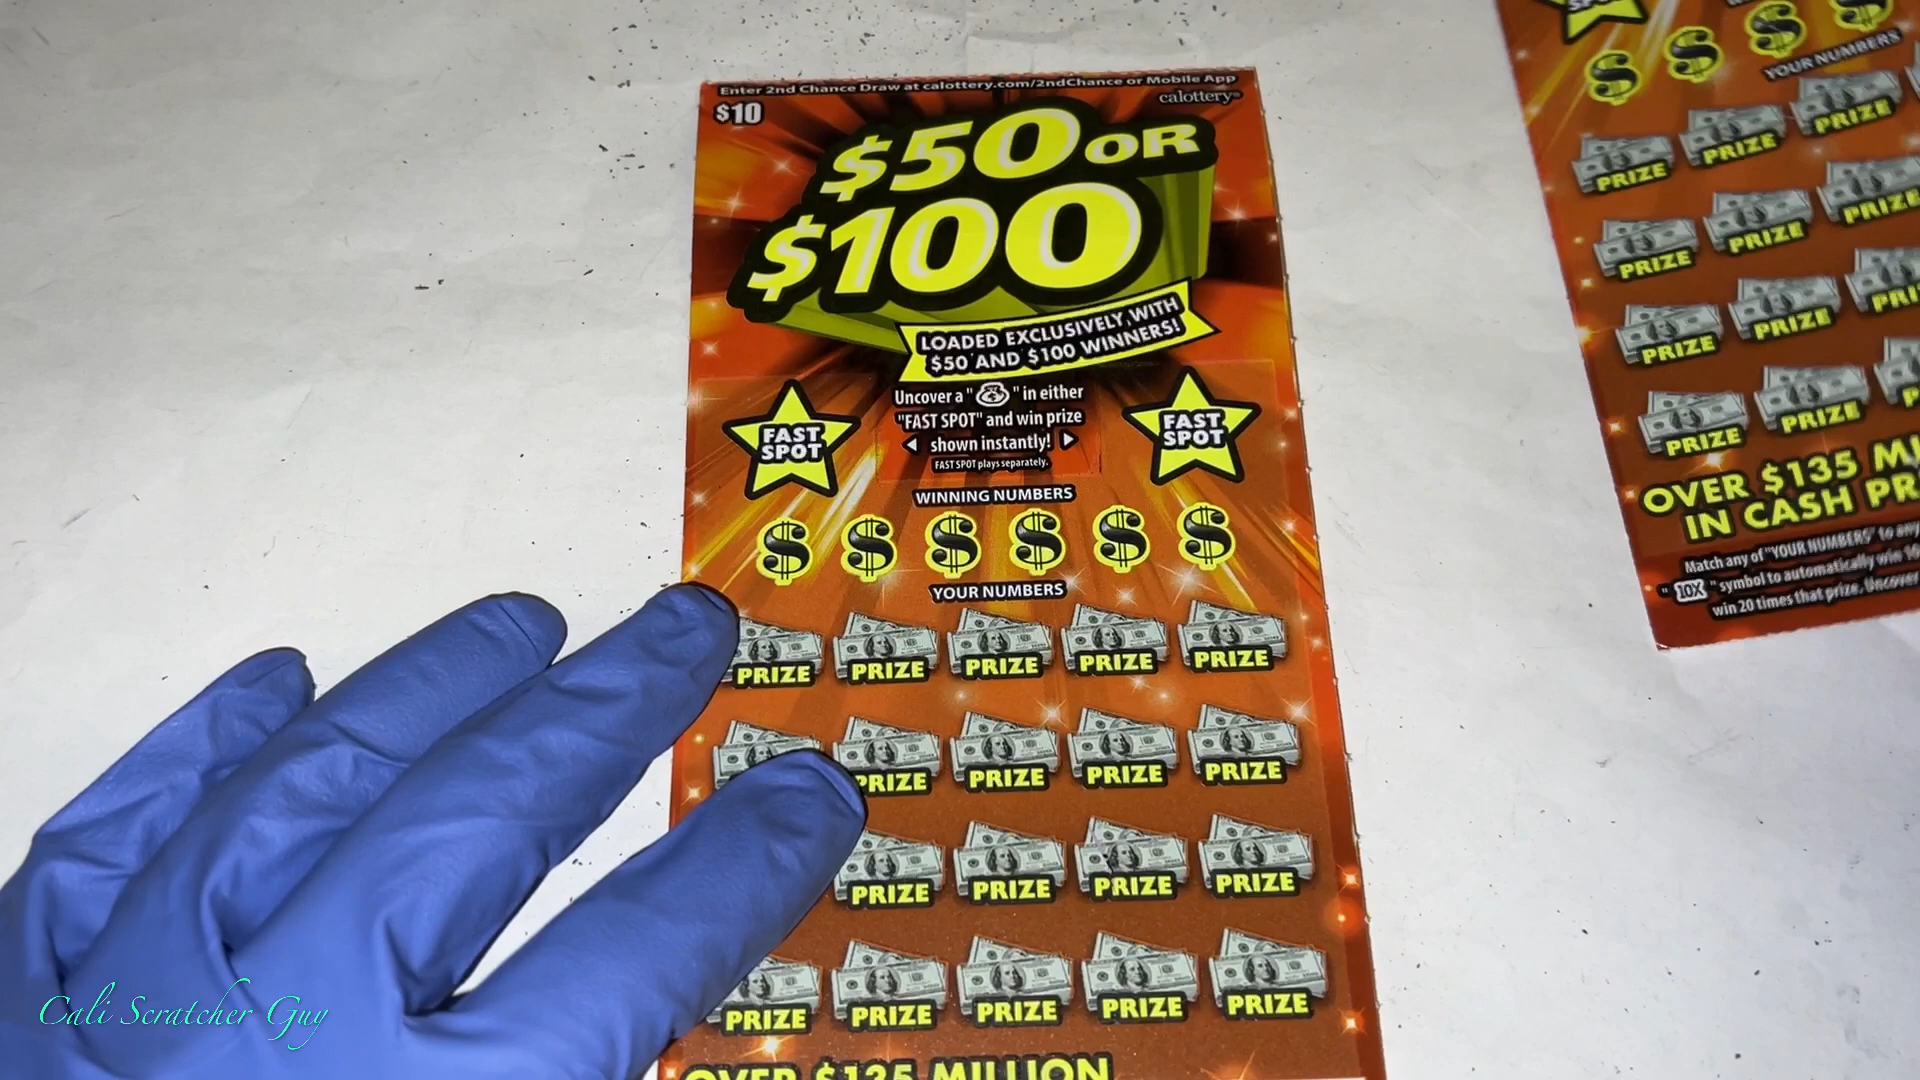 Enter 2nd Chance Draw at calottery.com/2ndChance or Mobile App
$10
calottery
$50 OR
$100
LOADED EXCLUSIVELY WITH
$50 AND $100 WINNERS!
FAST
SPOT
Uncover a " " in either
"FAST SPOT" and win prize
shown instantly!
FAST SPOT plays separately.
FAST
SPOT
WINNING NUMBERS
$ $ $ $ $ $
YOUR NUMBERS
PRIZE PRIZE PRIZE PRIZE PRIZE
PRIZE PRIZE PRIZE PRIZE
PRIZE PRIZE PRIZE PRIZE
PRIZE PRIZE PRIZE PRIZE PRIZE
OVER $135 MILLION
$ $ $ $
YOUR NUMBERS
PRIZE PRIZE PRIZE
PRIZE PRIZE PRIZE
PRIZE PRIZE
PRIZE PRIZE
OVER $135
IN CASH
Match any of "YOUR NUMBERS" to any
" 10X " symbol to automatically win
win 20 times that prize. Uncover
Cali Scratcher Guy